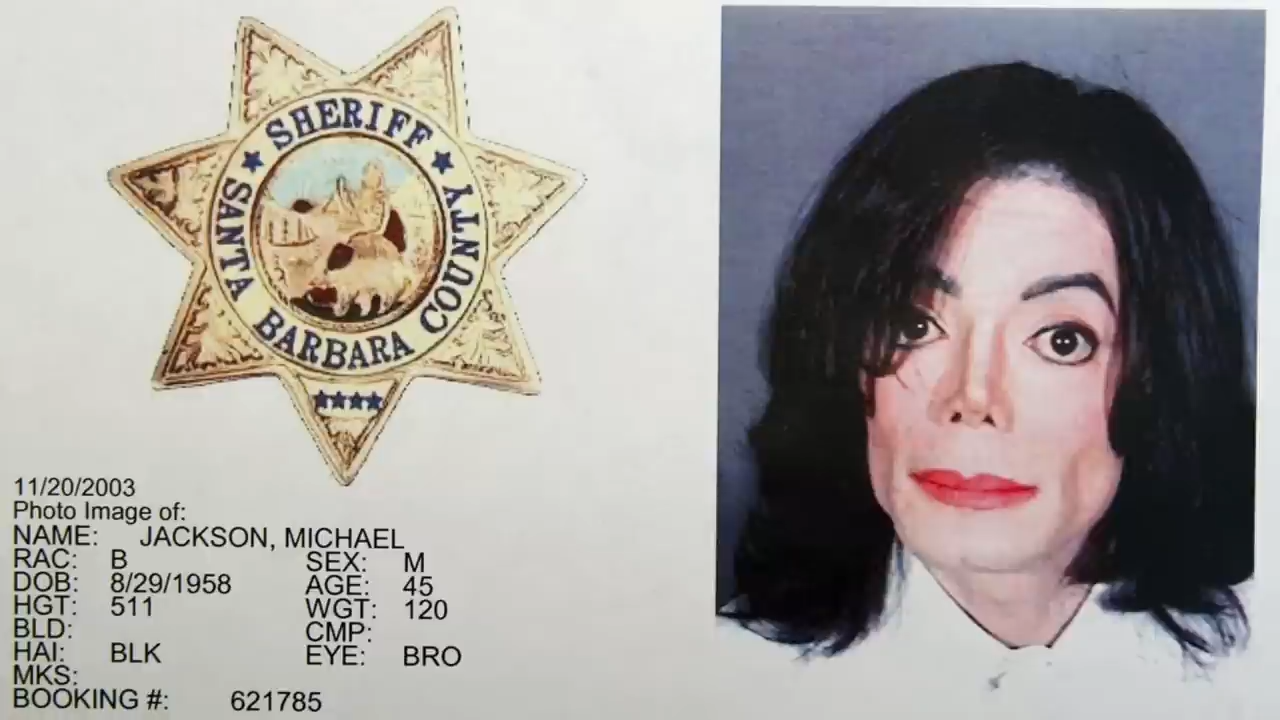 SHERIFF
SANTA BARBARA COUNTY
11/20/2003
Photo Image of:
NAME: JACKSON, MICHAEL
RAC: B SEX: M
DOB: 8/29/1958 AGE: 45
HGT: 511 WGT: 120
BLD: CMP:
HAI: BLK EYE: BRO
MKS:
BOOKING #: 621785